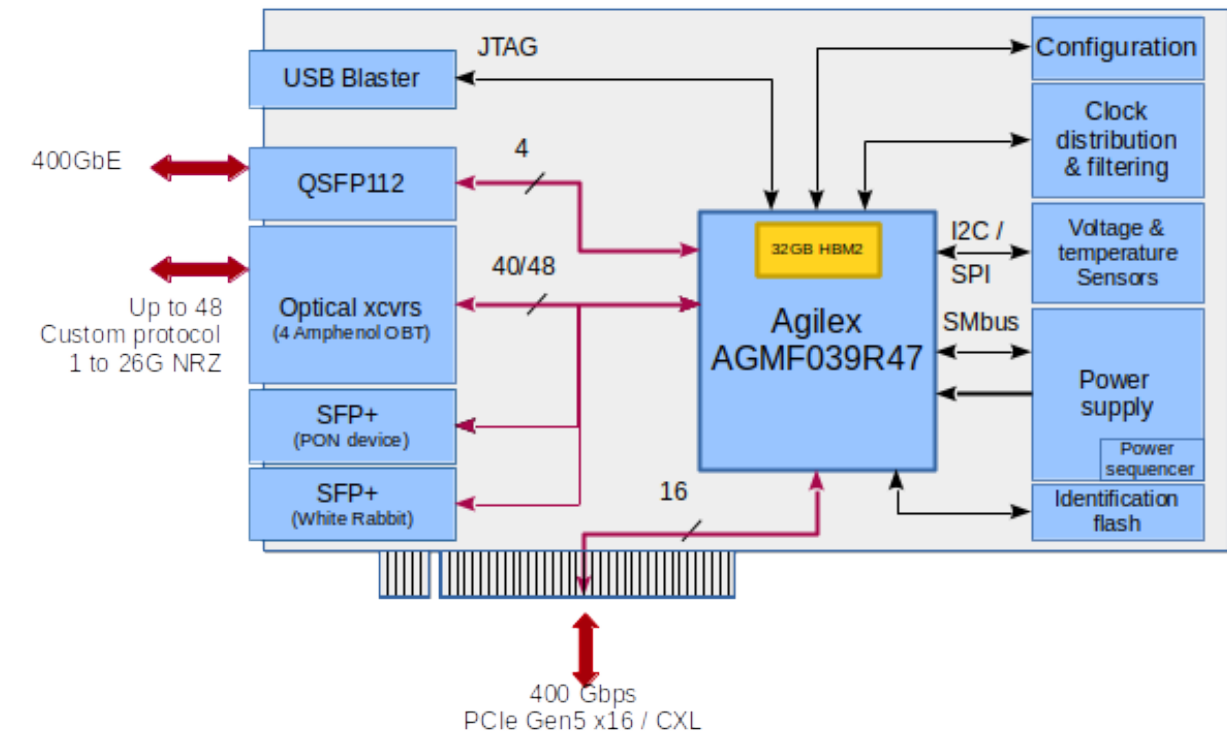 JTAG
USB Blaster
400GbE
QSFP112
4
Up to 48
Custom protocol
1 to 26G NRZ
Optical xcvrs
(4 Amphenol OBT)
40/48
SFP+
(PON device)
SFP+
(White Rabbit)
16
400 Gbps
PCIe Gen5 x16 / CXL
32GB HBM2
Agilex
AGMF039R47
Configuration
Clock
distribution
& filtering
I2C /
SPI
Voltage &
temperature
Sensors
SMbus
Power
supply
Power
sequencer
Identification
flash